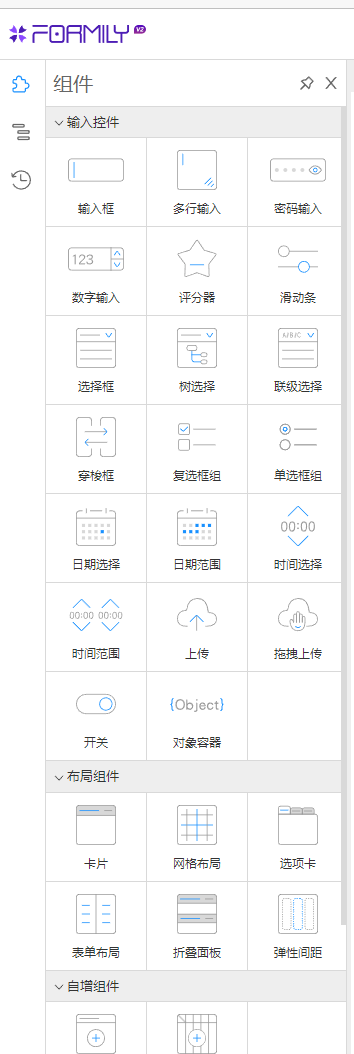 FORMILY V2
组件
输入控件
输入框 多行输入 密码输入
123
数字输入 评分器 滑动条
A/B/C
选择框 树选择 联级选择
穿梭框 复选框组 单选框组
00:00
日期选择 日期范围 时间选择
00:00 00:00
时间范围 上传 拖拽上传
{Object}
开关 对象容器
布局组件
卡片 网格布局 选项卡
表单布局 折叠面板 弹性间距
自增组件